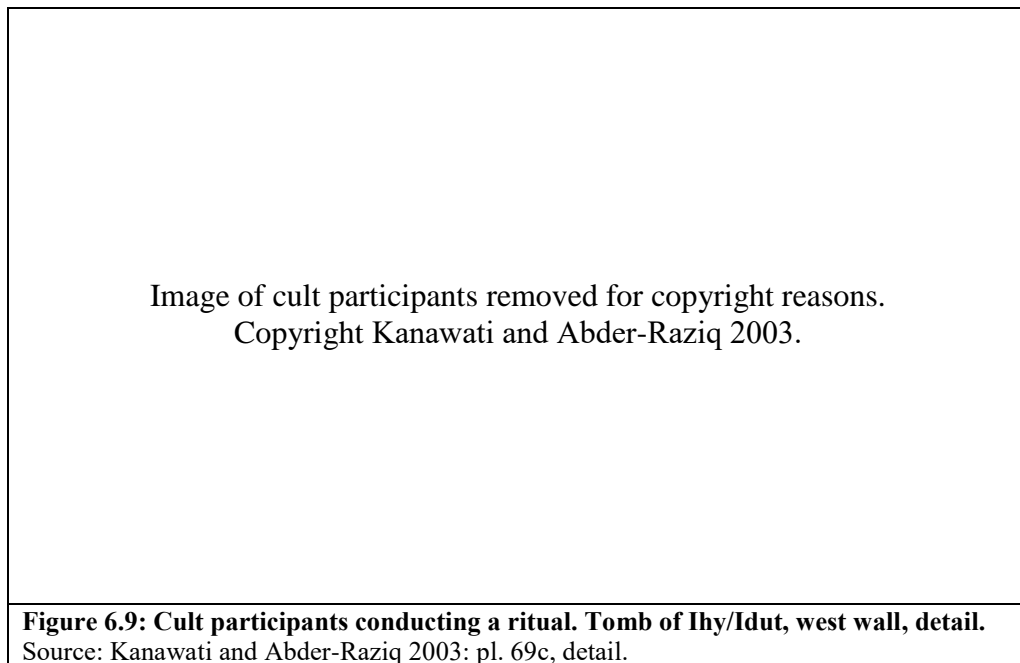 Image of cult participants removed for copyright reasons.
Copyright Kanawati and Abder-Raziq 2003.
Figure 6.9: Cult participants conducting a ritual. Tomb of Ihy/Idut, west wall, detail.
Source: Kanawati and Abder-Raziq 2003: pl. 69c, detail.